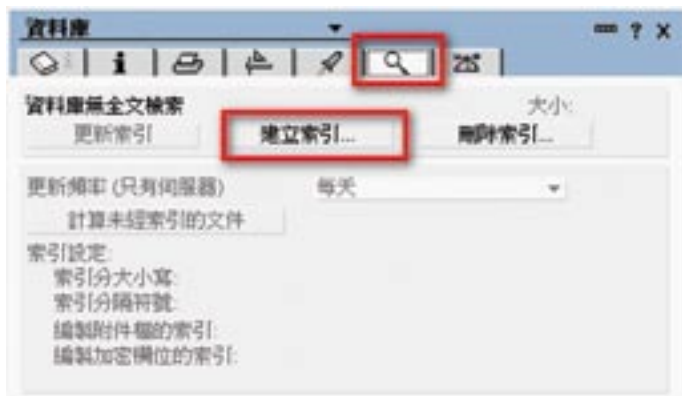 資料庫
? X
i
資料庫無全文檢索 大小:
更新索引 建立索引... 刪除索引...
更新頻率 (只有伺服器) 每天
計算未經索引的文件
索引設定:
索引分大小寫:
索引分隔符號:
編製附件檔的索引:
編製加密欄位的索引: